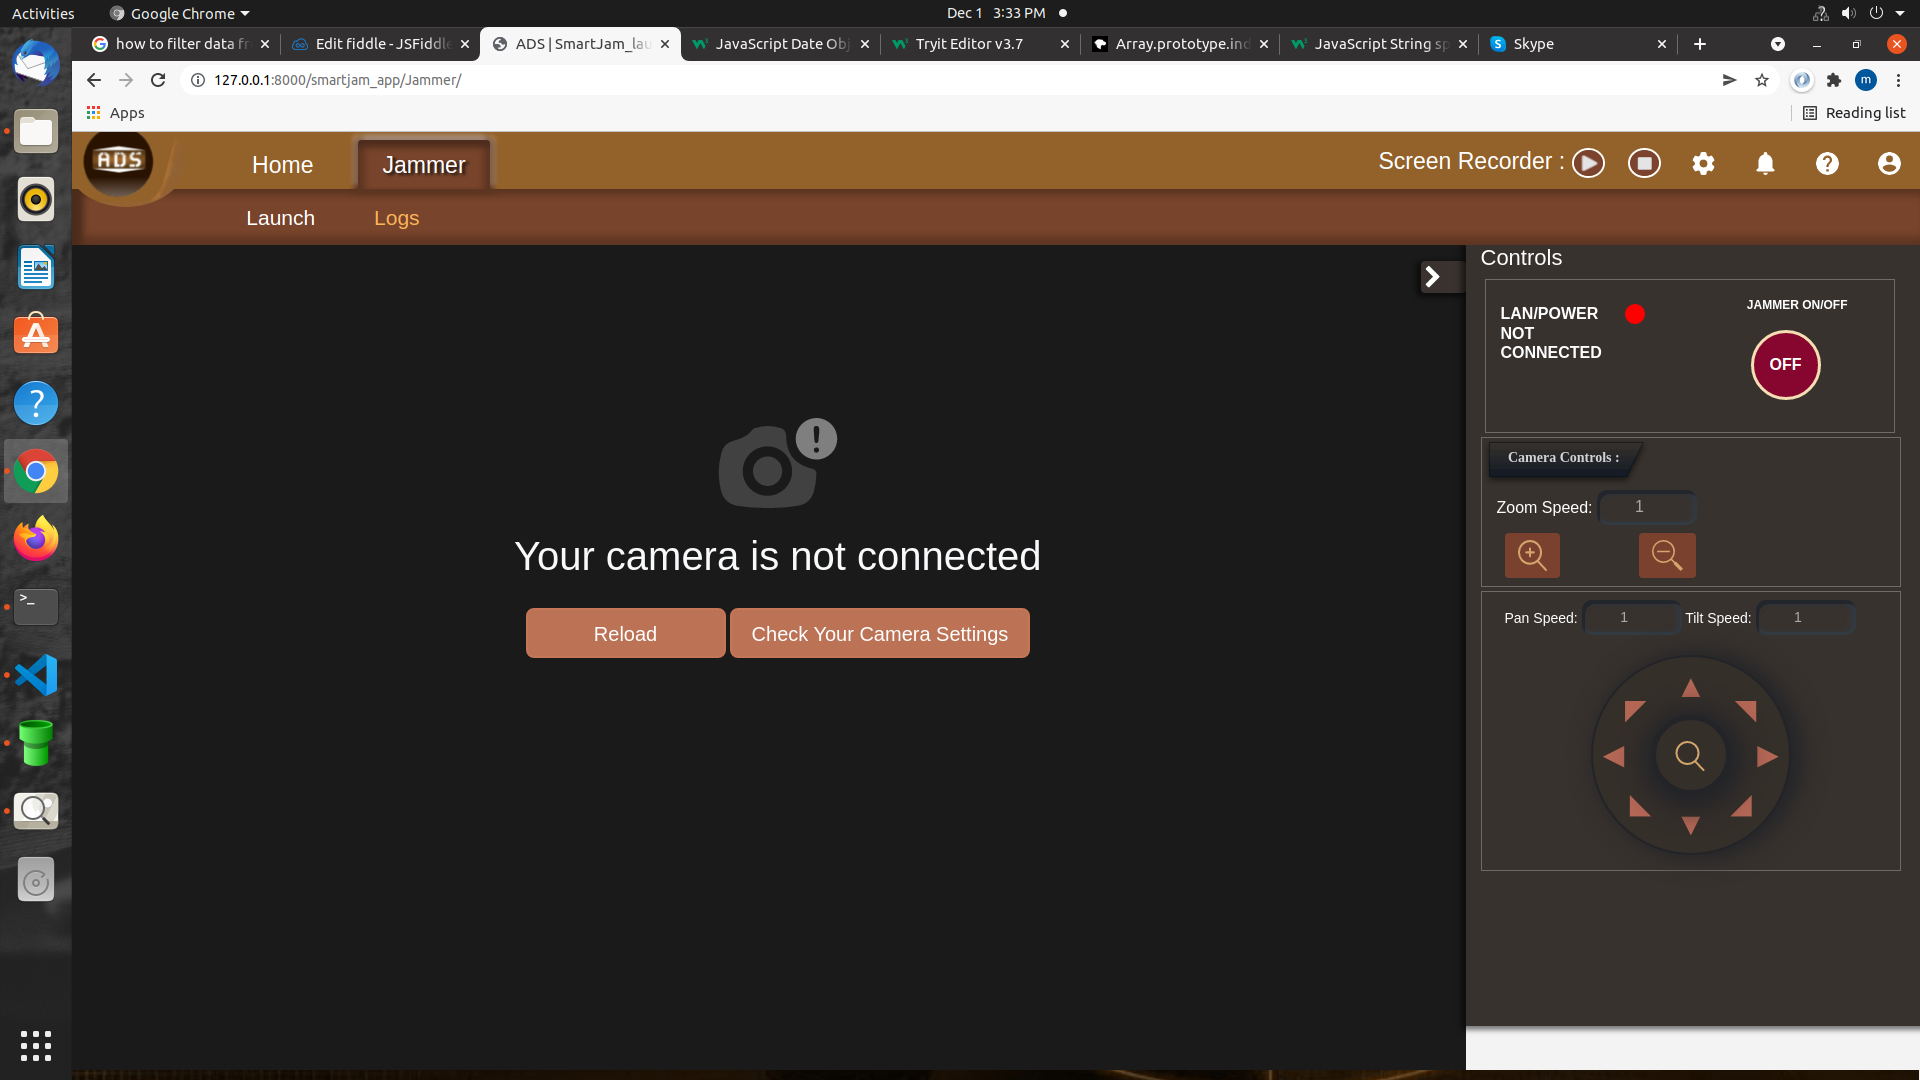 Activities
Google Chrome
Dec 1 3:33 PM
how to filter data fr
Edit fiddle - JSFiddle
ADS | SmartJam_lau
JavaScript Date Obj
Tryit Editor v3.7
Array.prototype.ind
JavaScript String sp
Skype
127.0.0.1:8000/smartjam_app/Jammer/
m
Apps
Reading list
ADS
Home
Jammer
Screen Recorder :
Launch
Logs
Controls
LAN/POWER
NOT
CONNECTED
JAMMER ON/OFF
OFF
Camera Controls :
Zoom Speed: 1
Pan Speed: 1 Tilt Speed: 1
Your camera is not connected
Reload
Check Your Camera Settings